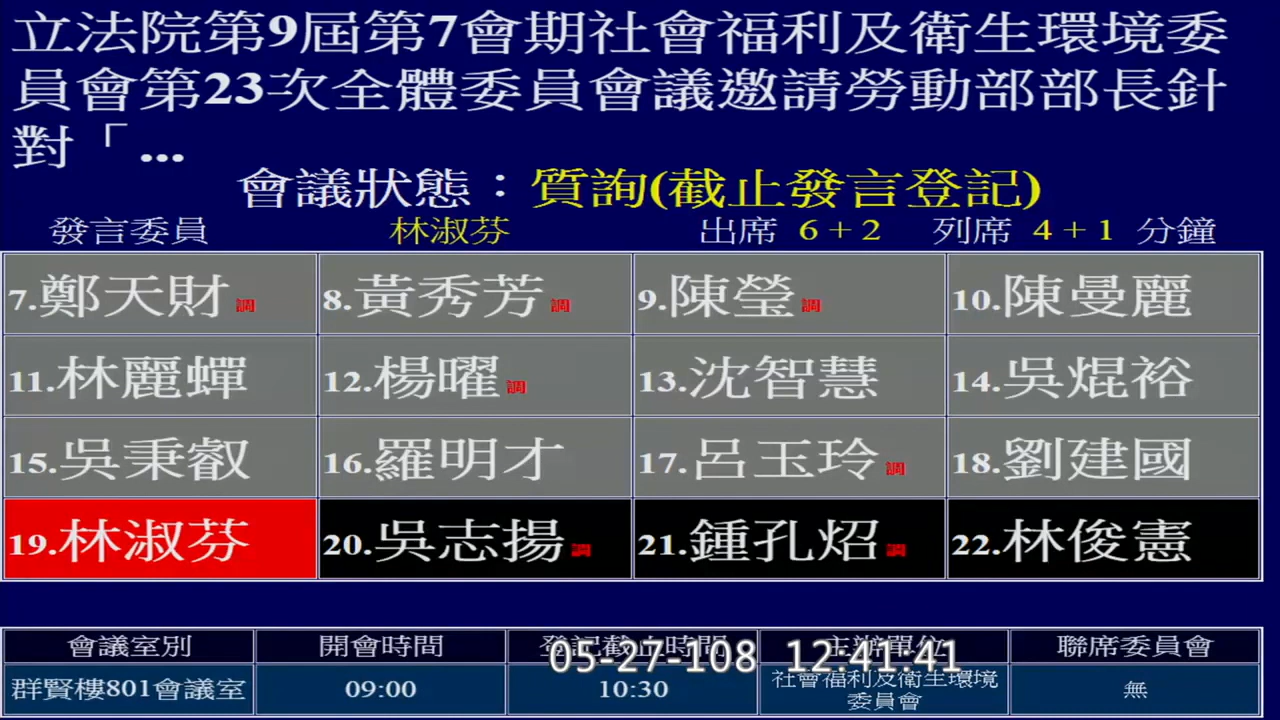 立法院第9屆第7會期社會福利及衛生環境委
員會第23次全體委員會議邀請勞動部部長針
對「...
會議狀態：質詢(截止發言登記)
發言委員 林淑芬 出席 6 + 2 列席 4 + 1 分鐘
7.鄭天財調 8.黃秀芳調 9.陳瑩調 10.陳曼麗
11.林麗蟬 12.楊曜調 13.沈智慧 14.吳焜裕
15.吳秉叡 16.羅明才 17.呂玉玲調 18.劉建國
19.林淑芬 20.吳志揚調 21.鍾孔炤調 22.林俊憲
會議室別 開會時間 登記截止時間 主辦單位 聯席委員會
05-27-108 12:41:41
群賢樓801會議室 09:00 10:30 社會福利及衛生環境 無
委員會